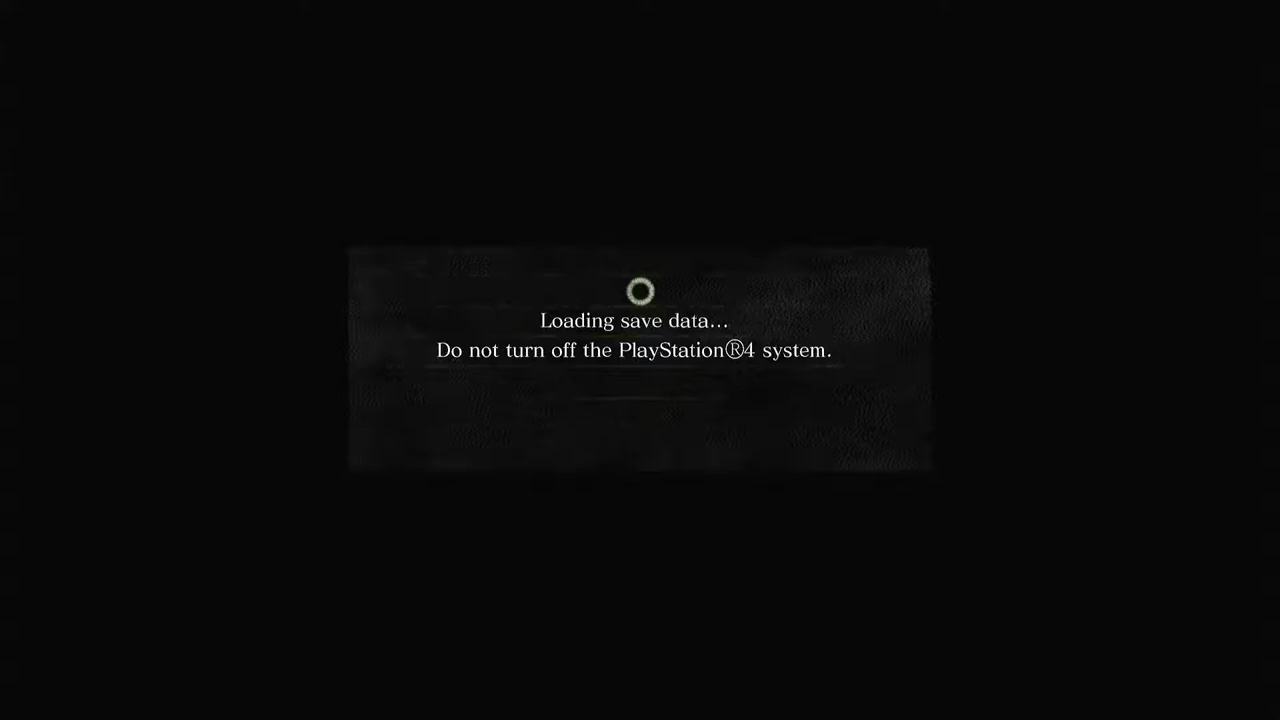 Loading save data...
Do not turn off the PlayStation®4 system.